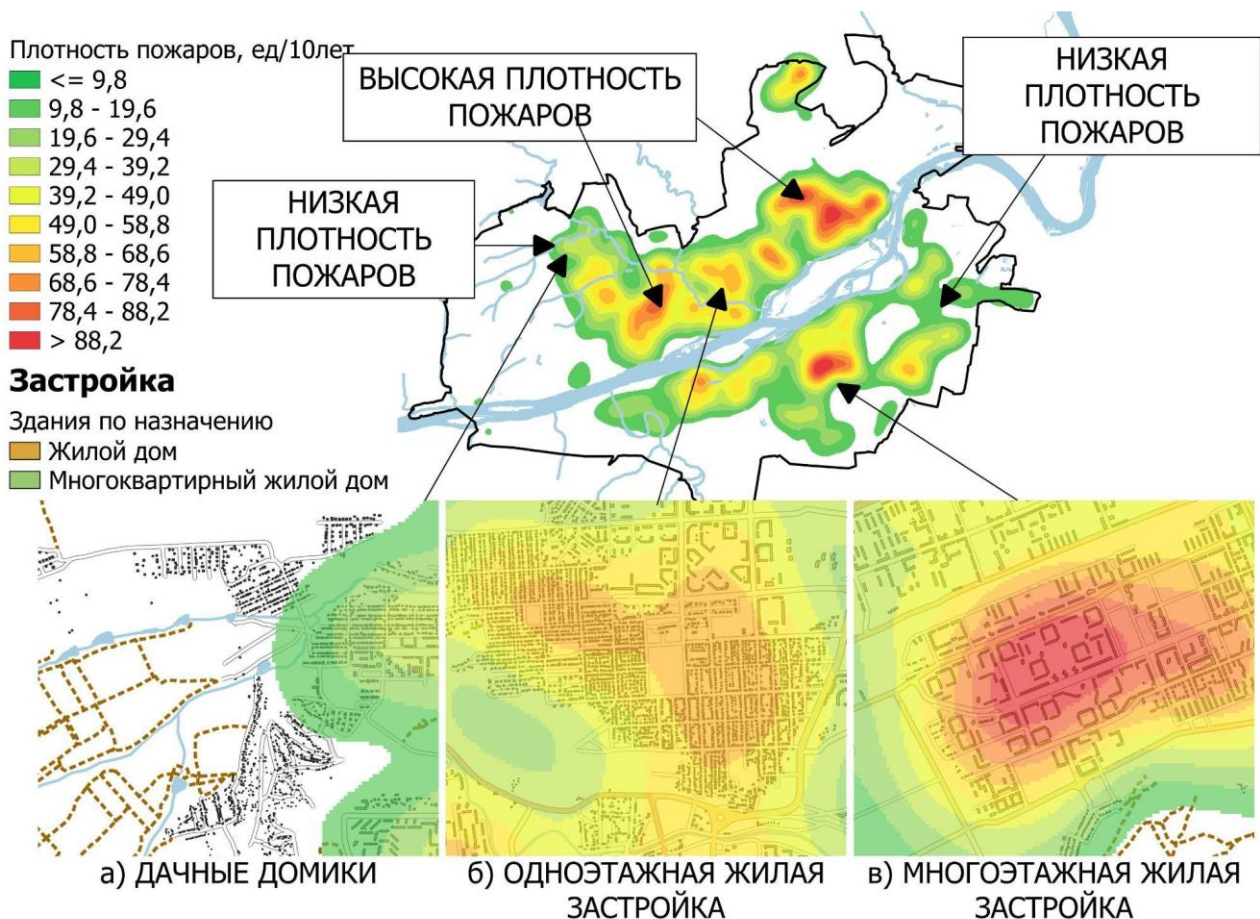 Плотность пожаров, ед/10лет
<= 9,8
9,8 - 19,6
19,6 - 29,4
29,4 - 39,2
39,2 - 49,0
49,0 - 58,8
58,8 - 68,6
68,6 - 78,4
78,4 - 88,2
> 88,2
Застройка
Здания по назначению
Жилой дом
Многоквартирный жилой дом
ВЫСОКАЯ ПЛОТНОСТЬ
ПОЖАРОВ
НИЗКАЯ
ПЛОТНОСТЬ
ПОЖАРОВ
НИЗКАЯ
ПЛОТНОСТЬ
ПОЖАРОВ
а) ДАЧНЫЕ ДОМИКИ
б) ОДНОЭТАЖНАЯ ЖИЛАЯ
ЗАСТРОЙКА
в) МНОГОЭТАЖНАЯ ЖИЛАЯ
ЗАСТРОЙКА